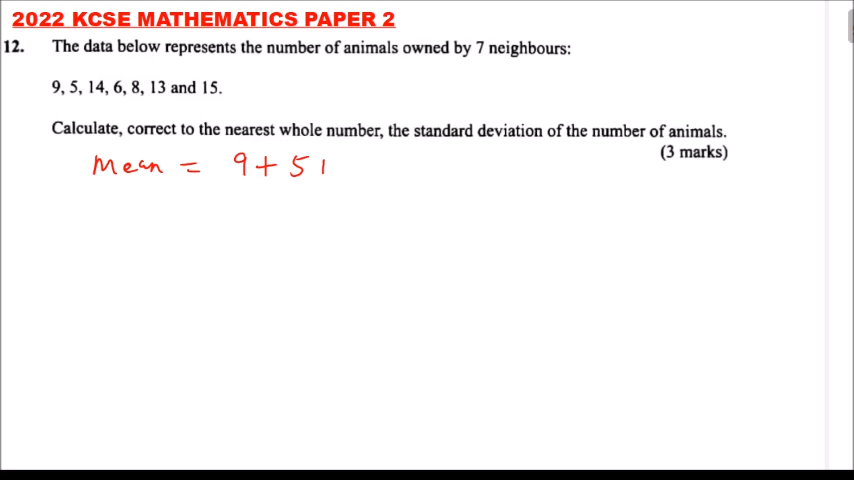 2022 KCSE MATHEMATICS PAPER 2
12. The data below represents the number of animals owned by 7 neighbours:
9, 5, 14, 6, 8, 13 and 15.
Calculate, correct to the nearest whole number, the standard deviation of the number of animals.
(3 marks)
Mean = 9 + 5